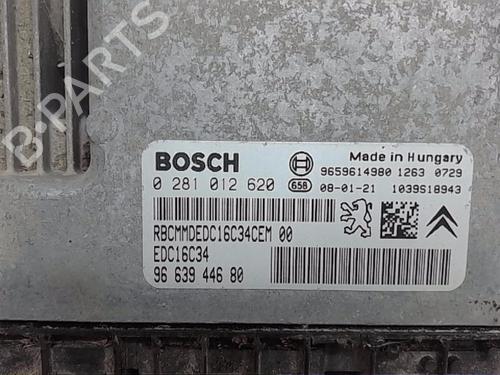 B-PARTS
BOSCH
Made in Hungary
9659614980 1263 0729
0 281 012 620
658
08-01-21
1039S18943
RBCMMDEDC16C34CEM 00
EDC16C34
96 639 446 80